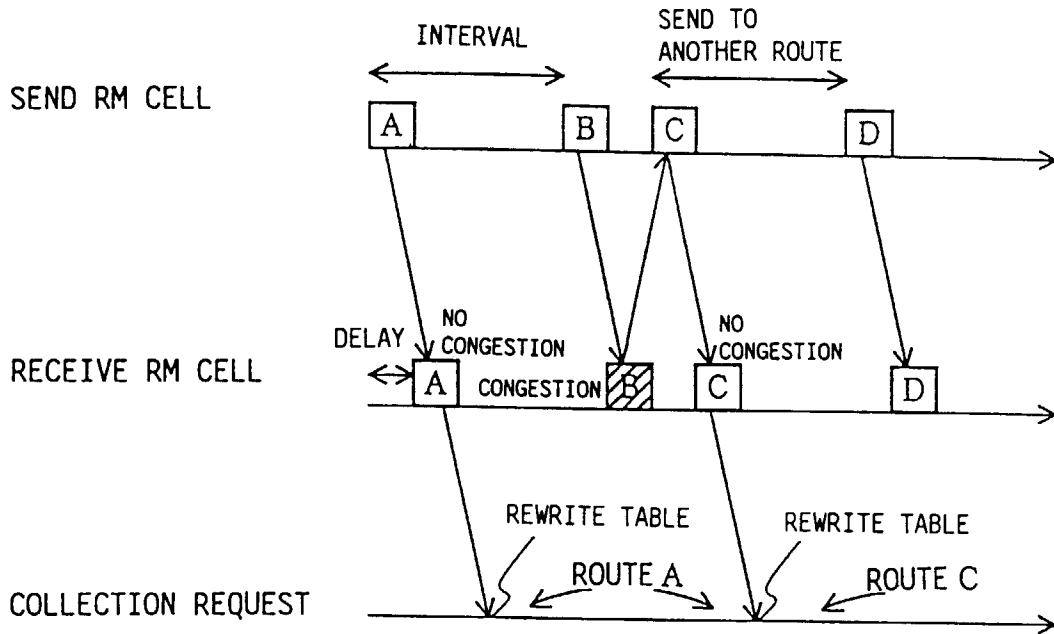 INTERVAL
SEND TO
ANOTHER ROUTE
SEND RM CELL
A
B
C
D
DELAY
NO
CONGESTION
NO
CONGESTION
RECEIVE RM CELL
A
CONGESTION
B
C
D
REWRITE TABLE
REWRITE TABLE
ROUTE A
ROUTE C
COLLECTION REQUEST